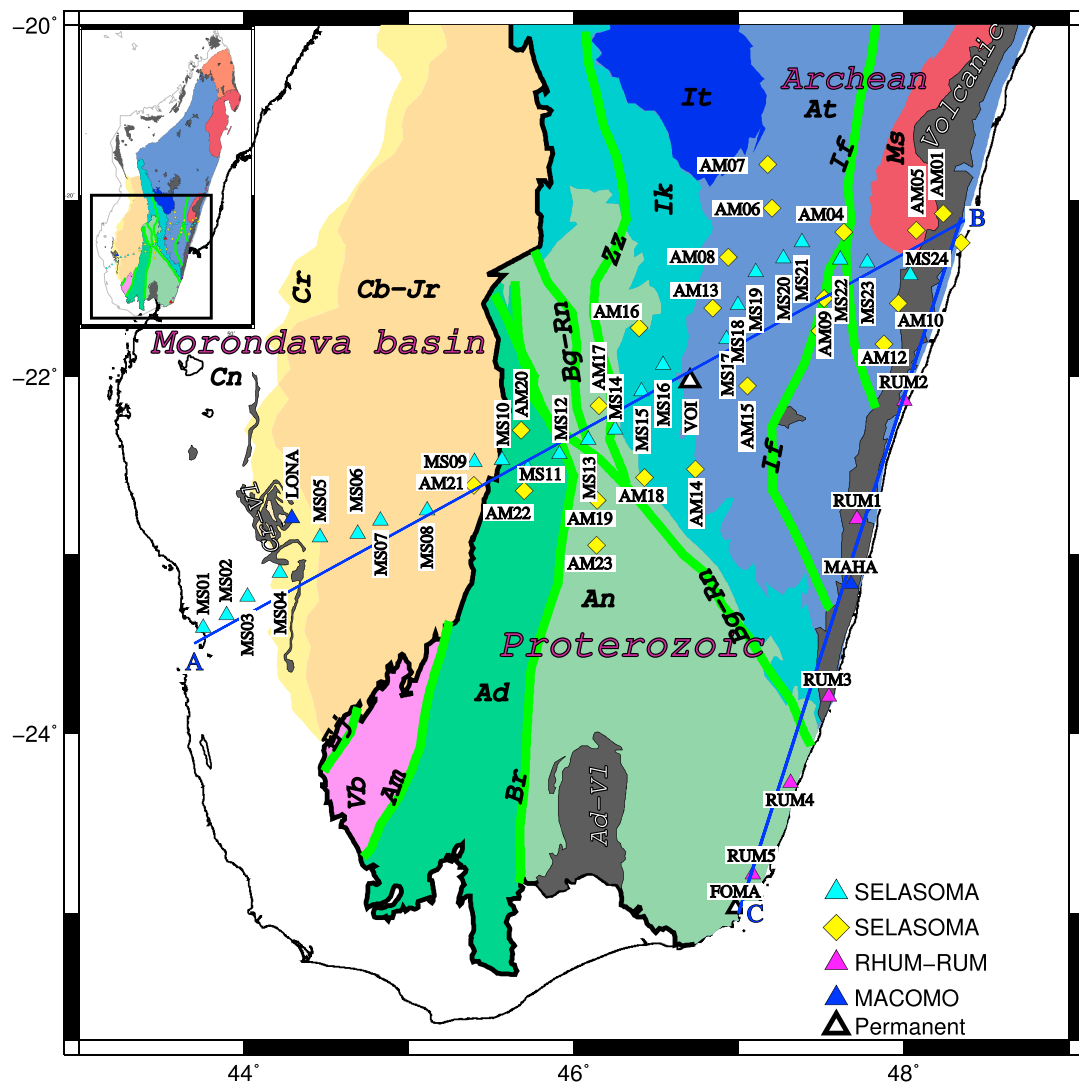 −20˚
Archean
It
At
Volcanic
If
Ms
AM07
AM05
AM01
Ik
AM06
AM04
B
Zz
AM08
MS24
Cr
Cb−Jr
AM13
MS19
MS20
MS21
MS22
MS23
AM16
AM10
Bg−Rn
AM09
MS18
Morondava basin
AM17
AM12
MS17
Cn
−22˚
RUM2
MS14
MS16
VOI
AM15
AM20
MS10
MS12
MS15
If
MS09
MS11
MS13
LONA
AM21
AM18
AM14
MS05
MS06
AM22
RUM1
AM19
MS07
MS08
AM23
MAHA
MS01
MS02
MS03
MS04
An
Bg−Rn
A
Proterozoic
RUM3
Ad
−24˚
Ej
Vb
Am
Br
Ad−Vl
RUM4
RUM5
FOMA
C
SELASOMA
SELASOMA
RHUM−RUM
MACOMO
Permanent
44˚
46˚
48˚